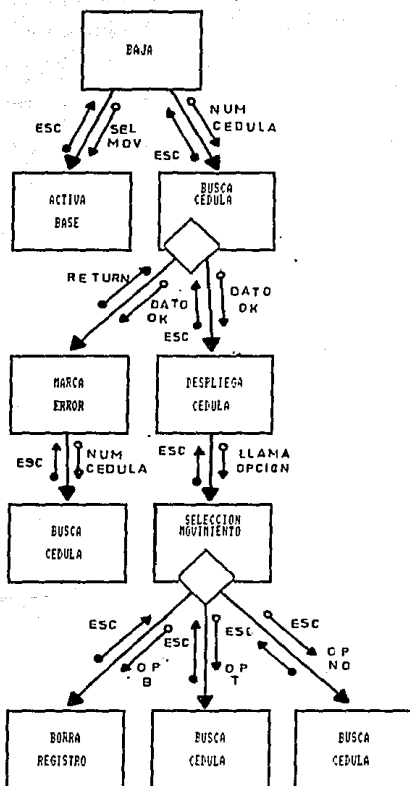 BAJA
ESC
SEL
MOV
NUM
CEDULA
ESC
ACTIVA
BASE
BUSCA
CEDULA
RETURN
DATO
OK
ESC
DATO
OK
MARCA
ERROR
DESPLIEGA
CEDULA
ESC
NUM
CEDULA
ESC
LLAMA
OPCION
BUSCA
CEDULA
SELECCION
MOVIMIENTO
ESC
OP
B
ESC
OP
T
ESC
ESC
OP
NO
BORRA
REGISTRO
BUSCA
CEDULA
BUSCA
CEDULA